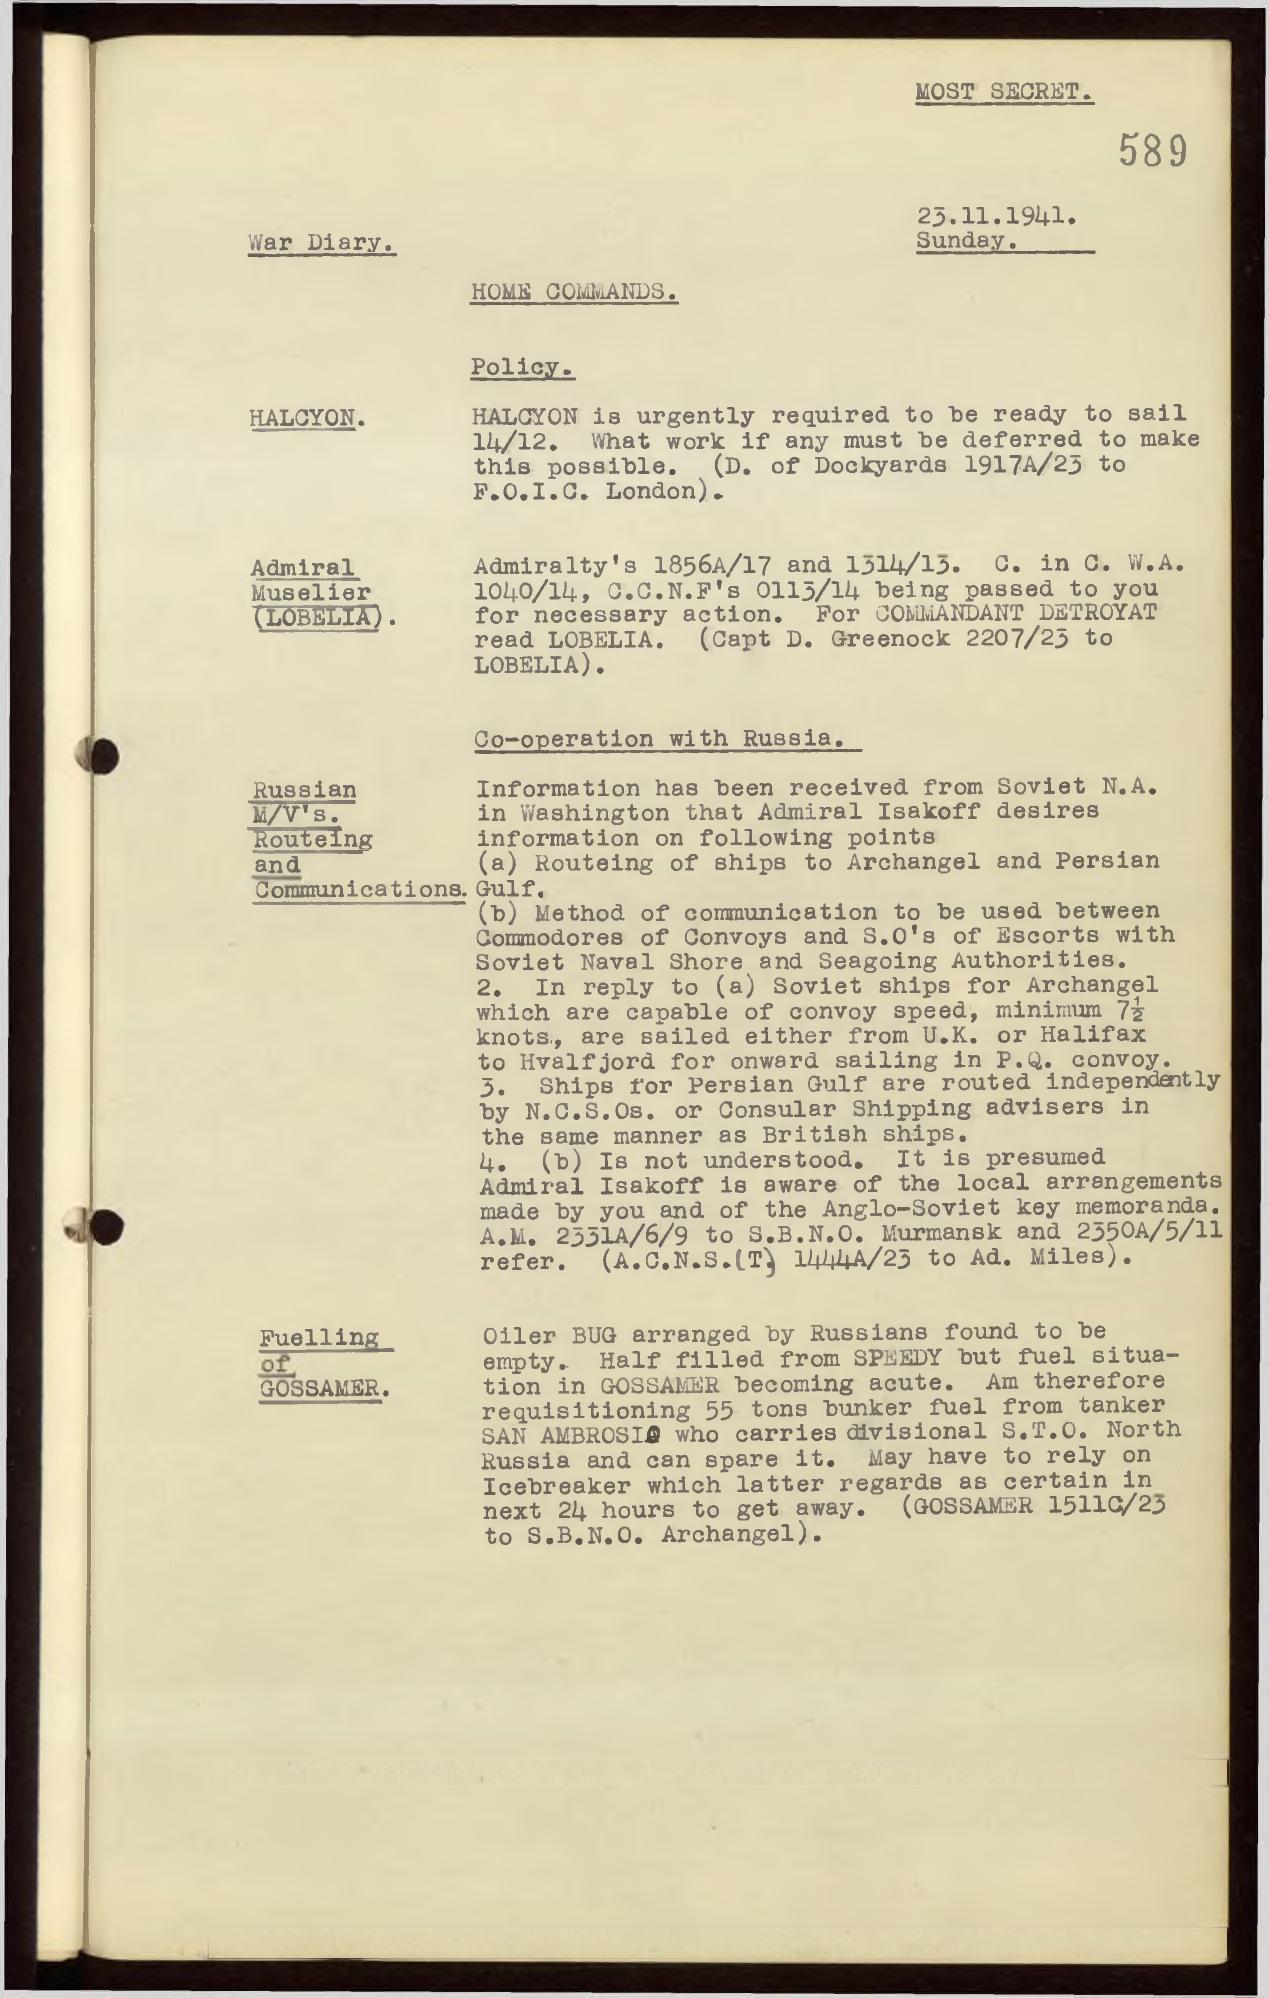 MOST SECRET.
589
23.11.1941.
War Diary.
Sunday.
HOME COMMANDS.
Policy.
HALCYON.
HALCYON is urgently required to be ready to sail
14/12. What work if any must be deferred to make
this possible. (D. of Dockyards 1917A/23 to
F.O.I.C. London).
Admiral
Muselier
(LOBELIA).
Admiralty's 1856A/17 and 1314/13. C. in C. W.A.
1040/14, C.C.N.F's 0113/14 being passed to you
for necessary action. For COMMANDANT DETROYAT
read LOBELIA. (Capt D. Greenock 2207/23 to
LOBELIA).
Co-operation with Russia.
Russian
M/V's.
Routeing
and
Communications.
Information has been received from Soviet N.A.
in Washington that Admiral Isakoff desires
information on following points
(a) Routeing of ships to Archangel and Persian
Gulf.
(b) Method of communication to be used between
Commodores of Convoys and S.O's of Escorts with
Soviet Naval Shore and Seagoing Authorities.
2. In reply to (a) Soviet ships for Archangel
which are capable of convoy speed, minimum 7½
knots., are sailed either from U.K. or Halifax
to Hvalfjord for onward sailing in P.Q. convoy.
3. Ships for Persian Gulf are routed independently
by N.C.S.Os. or Consular Shipping advisers in
the same manner as British ships.
4. (b) Is not understood. It is presumed
Admiral Isakoff is aware of the local arrangements
made by you and of the Anglo-Soviet key memoranda.
A.M. 2331A/6/9 to S.B.N.O. Murmansk and 2350A/5/11
refer. (A.C.N.S.(T) 1444A/23 to Ad. Miles).
Fuelling
of
GOSSAMER.
Oiler BUG arranged by Russians found to be
empty. Half filled from SPEEDY but fuel situa-
tion in GOSSAMER becoming acute. Am therefore
requisitioning 55 tons bunker fuel from tanker
SAN AMBROSIO who carries divisional S.T.O. North
Russia and can spare it. May have to rely on
Icebreaker which latter regards as certain in
next 24 hours to get away. (GOSSAMER 1511C/23
to S.B.N.O. Archangel).